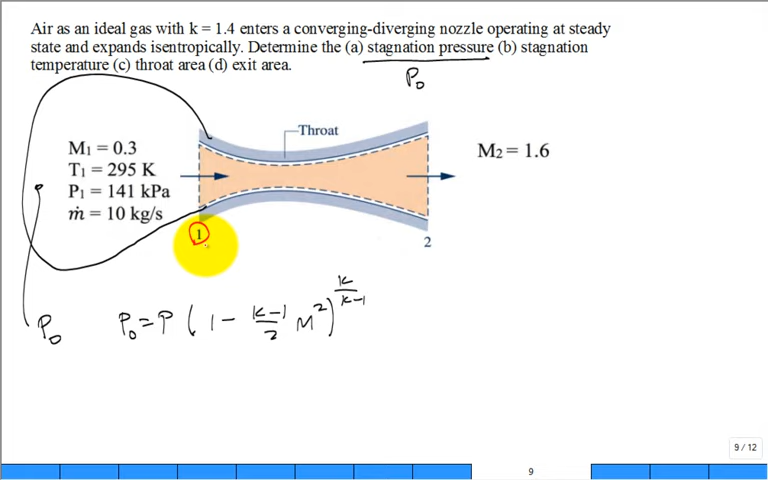 Air as an ideal gas with k = 1.4 enters a converging-diverging nozzle operating at steady
state and expands isentropically. Determine the (a) stagnation pressure (b) stagnation
temperature (c) throat area (d) exit area.
P₀
Throat
M₁ = 0.3
T₁ = 295 K
P₁ = 141 kPa
ṁ = 10 kg/s
M₂ = 1.6
1
2
P₀
P₀ = P (1 - (k-1)/2 M²)^(k/(k-1))
9 / 12
9